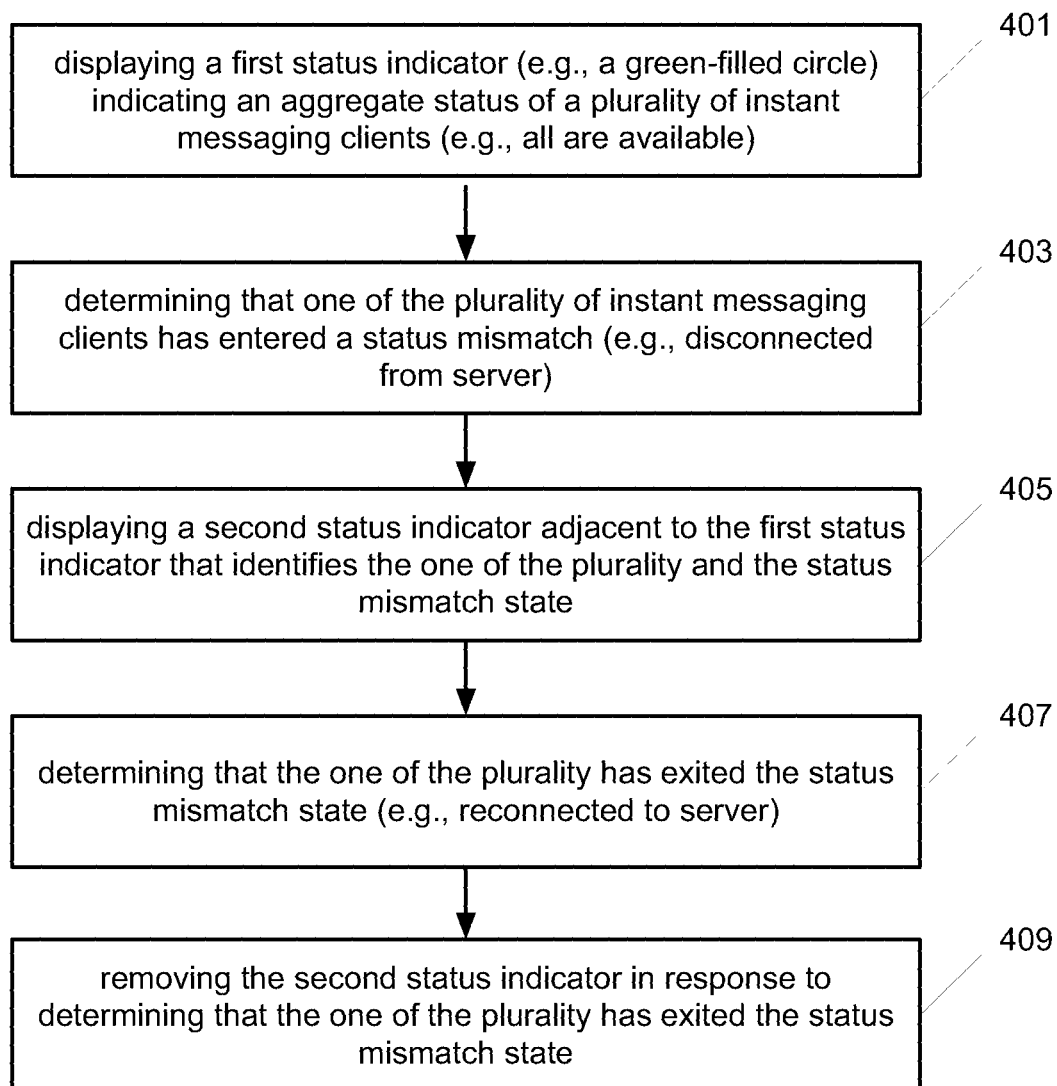 401
displaying a first status indicator (e.g., a green-filled circle)
indicating an aggregate status of a plurality of instant
messaging clients (e.g., all are available)
403
determining that one of the plurality of instant messaging
clients has entered a status mismatch (e.g., disconnected
from server)
405
displaying a second status indicator adjacent to the first status
indicator that identifies the one of the plurality and the status
mismatch state
407
determining that the one of the plurality has exited the status
mismatch state (e.g., reconnected to server)
409
removing the second status indicator in response to
determining that the one of the plurality has exited the status
mismatch state